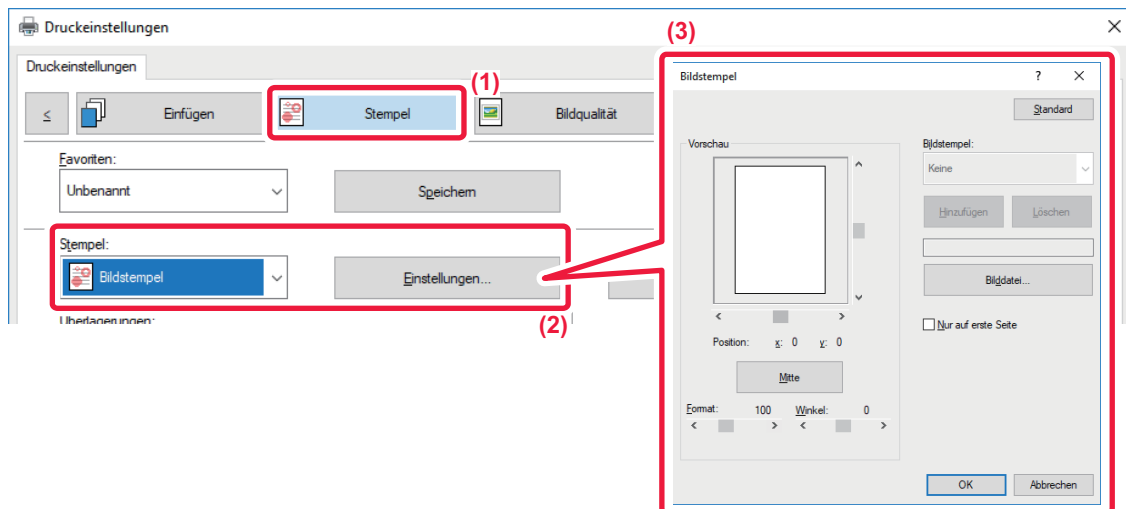 Druckeinstellungen
Druckeinstellungen
(1)
≤ Einfügen Stempel Bildqualität
Favoriten:
Unbenannt Speichern
Stempel:
Bildstempel Einstellungen...
(2)
Überlagerungen:
(3)
Bildstempel ? ×
Standard
Vorschau
Bildstempel:
Keine
Hinzufügen Löschen
Bilddatei...
Nur auf erste Seite
Position: x: 0 y: 0
Mitte
Format: 100 Winkel: 0
OK Abbrechen